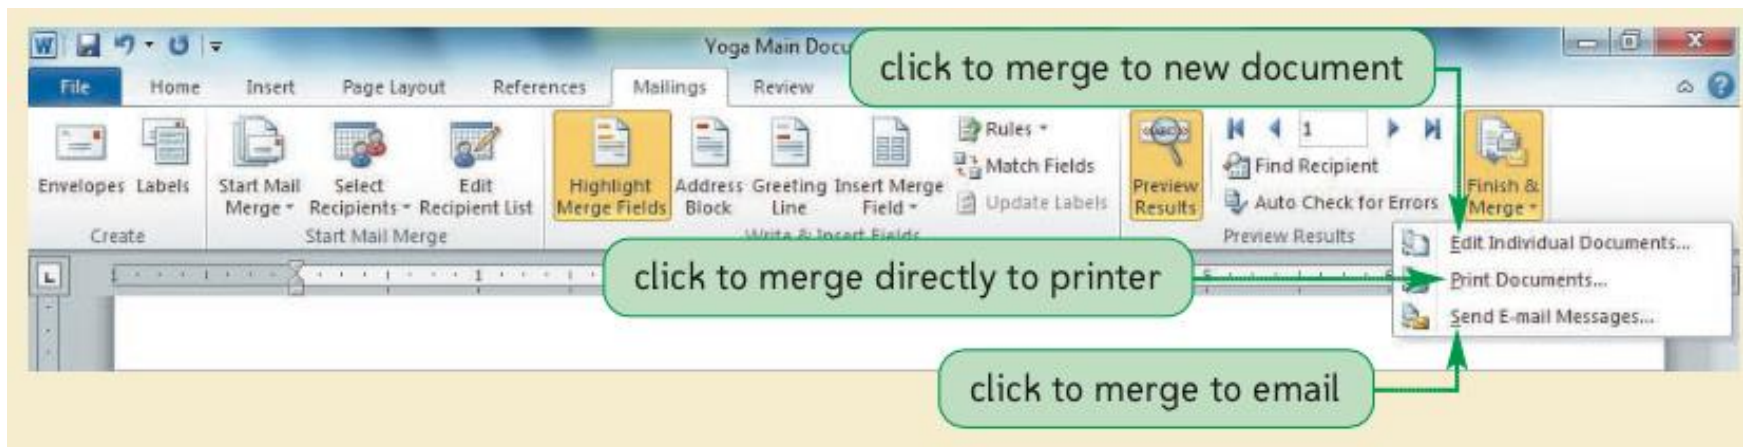 W
Yoga Main Docu
click to merge to new document
File Home Insert Page Layout References Mailings Review
Rules
1
Match Fields
Find Recipient
Envelopes Labels Start Mail Merge Select Recipients Edit Recipient List Highlight Merge Fields Address Block Greeting Line Insert Merge Field Update Labels Preview Results Auto Check for Errors Finish & Merge
Create Start Mail Merge Write & Insert Fields Preview Results
Edit Individual Documents...
click to merge directly to printer
Print Documents...
Send E-mail Messages...
click to merge to email